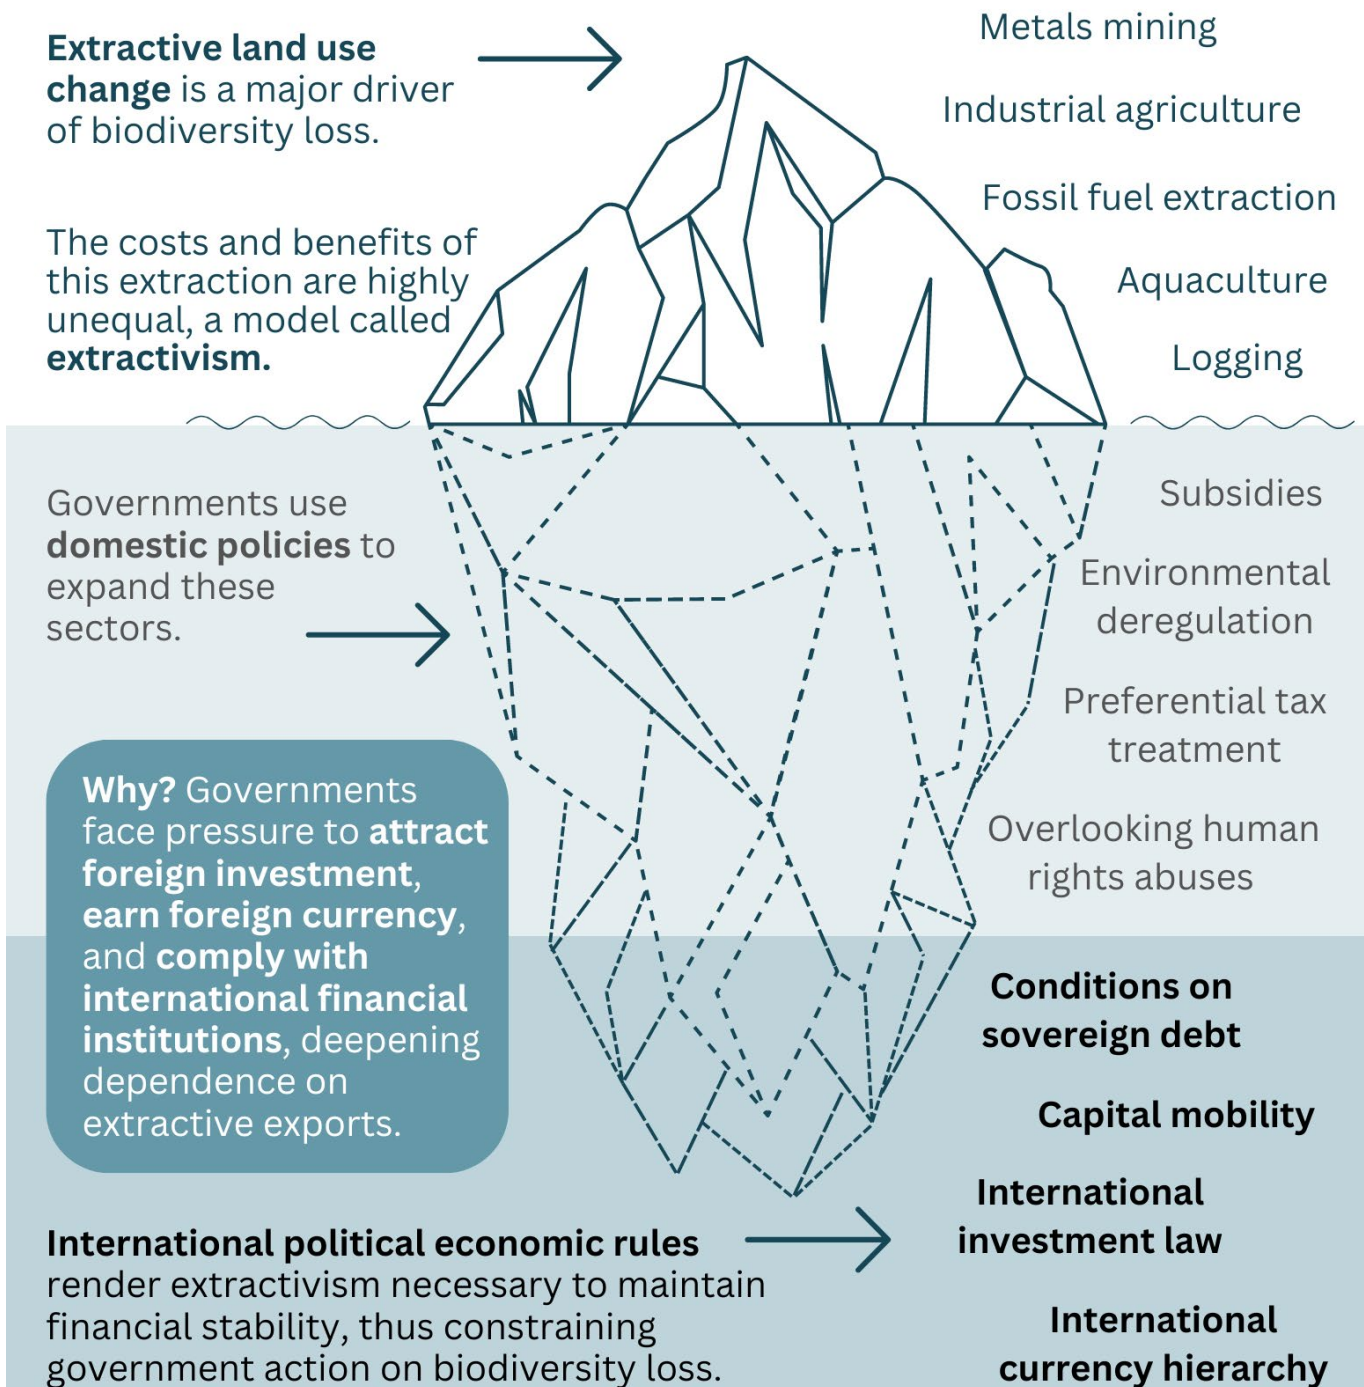 Extractive land use
change is a major driver
of biodiversity loss.
The costs and benefits of
this extraction are highly
unequal, a model called
extractivism.
Metals mining
Industrial agriculture
Fossil fuel extraction
Aquaculture
Logging
Governments use
domestic policies to
expand these
sectors.
Subsidies
Environmental
deregulation
Preferential tax
treatment
Overlooking human
rights abuses
Why? Governments
face pressure to attract
foreign investment,
earn foreign currency,
and comply with
international financial
institutions, deepening
dependence on
extractive exports.
International political economic rules
render extractivism necessary to maintain
financial stability, thus constraining
government action on biodiversity loss.
Conditions on
sovereign debt
Capital mobility
International
investment law
International
currency hierarchy